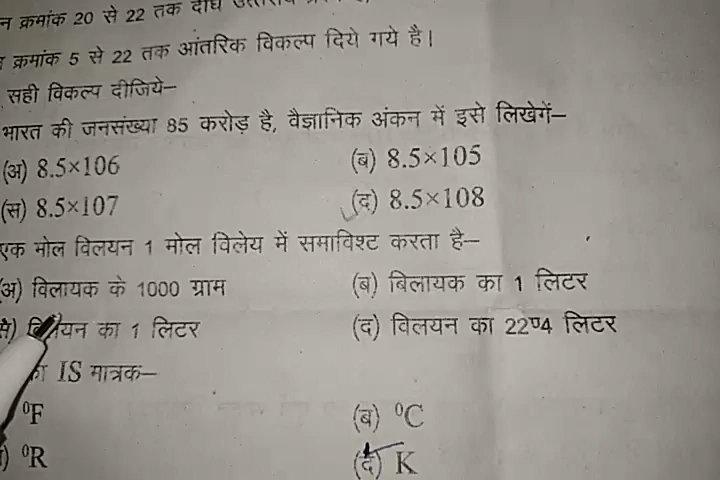 क्रमांक 20 से 22 तक दीर्घ
क्रमांक 5 से 22 तक आंतरिक विकल्प दिये गये है।
सही विकल्प दीजिये—
भारत की जनसंख्या 85 करोड़ है, वैज्ञानिक अंकन में इसे लिखेगें—
(अ) 8.5×106 (ब) 8.5×105
(स) 8.5×107 (द) 8.5×108
एक मोल विलयन 1 मोल विलेय में समाविश्ट करता है—
(अ) विलायक के 1000 ग्राम (ब) बिलायक का 1 लिटर
का 1 लिटर (द) विलयन का 22ण4 लिटर
IS मात्रक—
⁰F (ब) ⁰C
⁰R (द) K